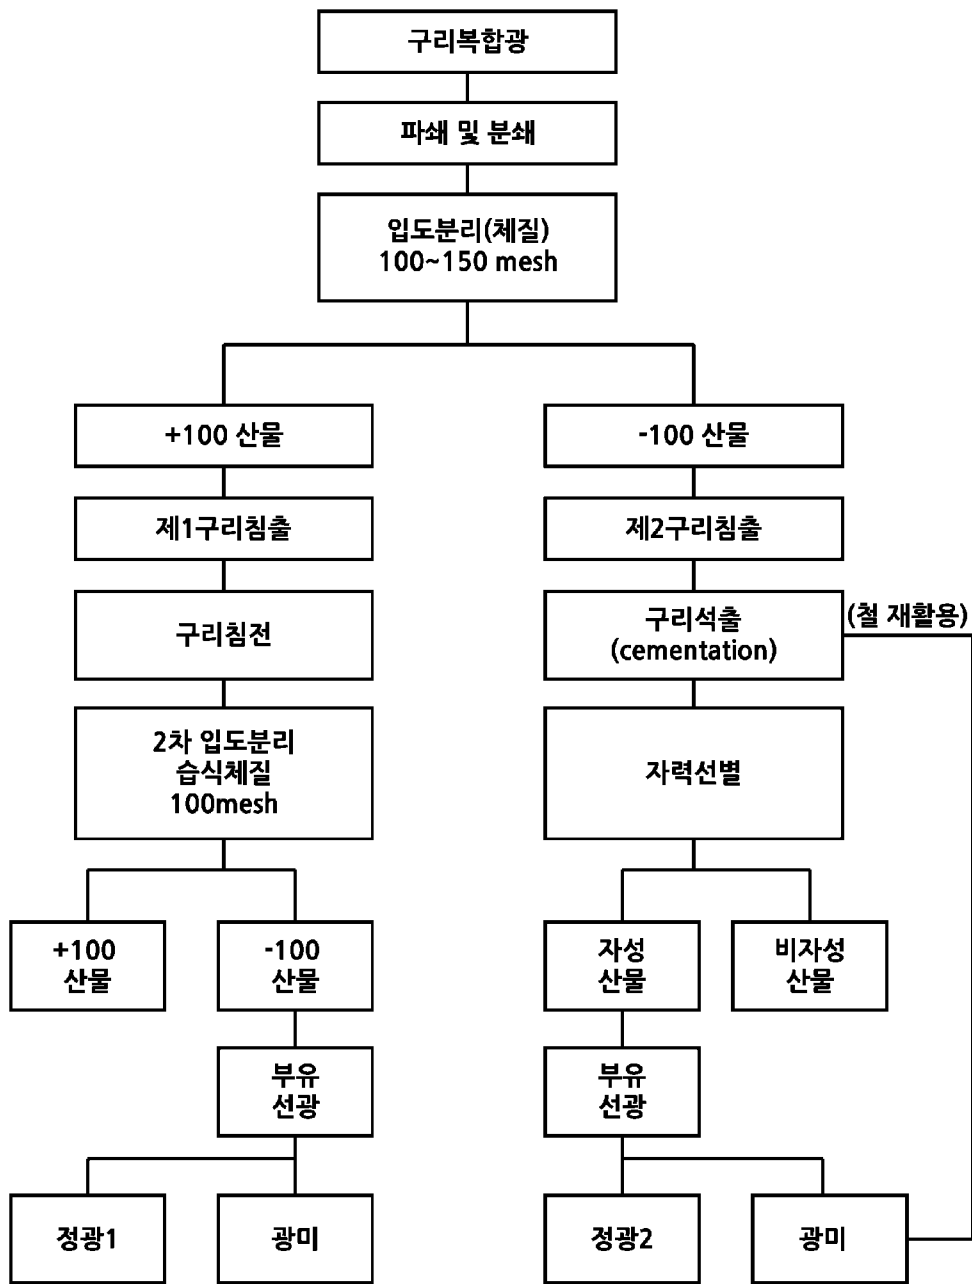 구리복합광
파쇄 및 분쇄
입도분리(체질)
100~150 mesh
+100 산물
-100 산물
제1구리침출
제2구리침출
구리침전
구리석출
(cementation)
(철 재활용)
2차 입도분리
습식체질
100mesh
자력선별
+100
산물
-100
산물
자성
산물
비자성
산물
부유
선광
부유
선광
정광1
광미
정광2
광미